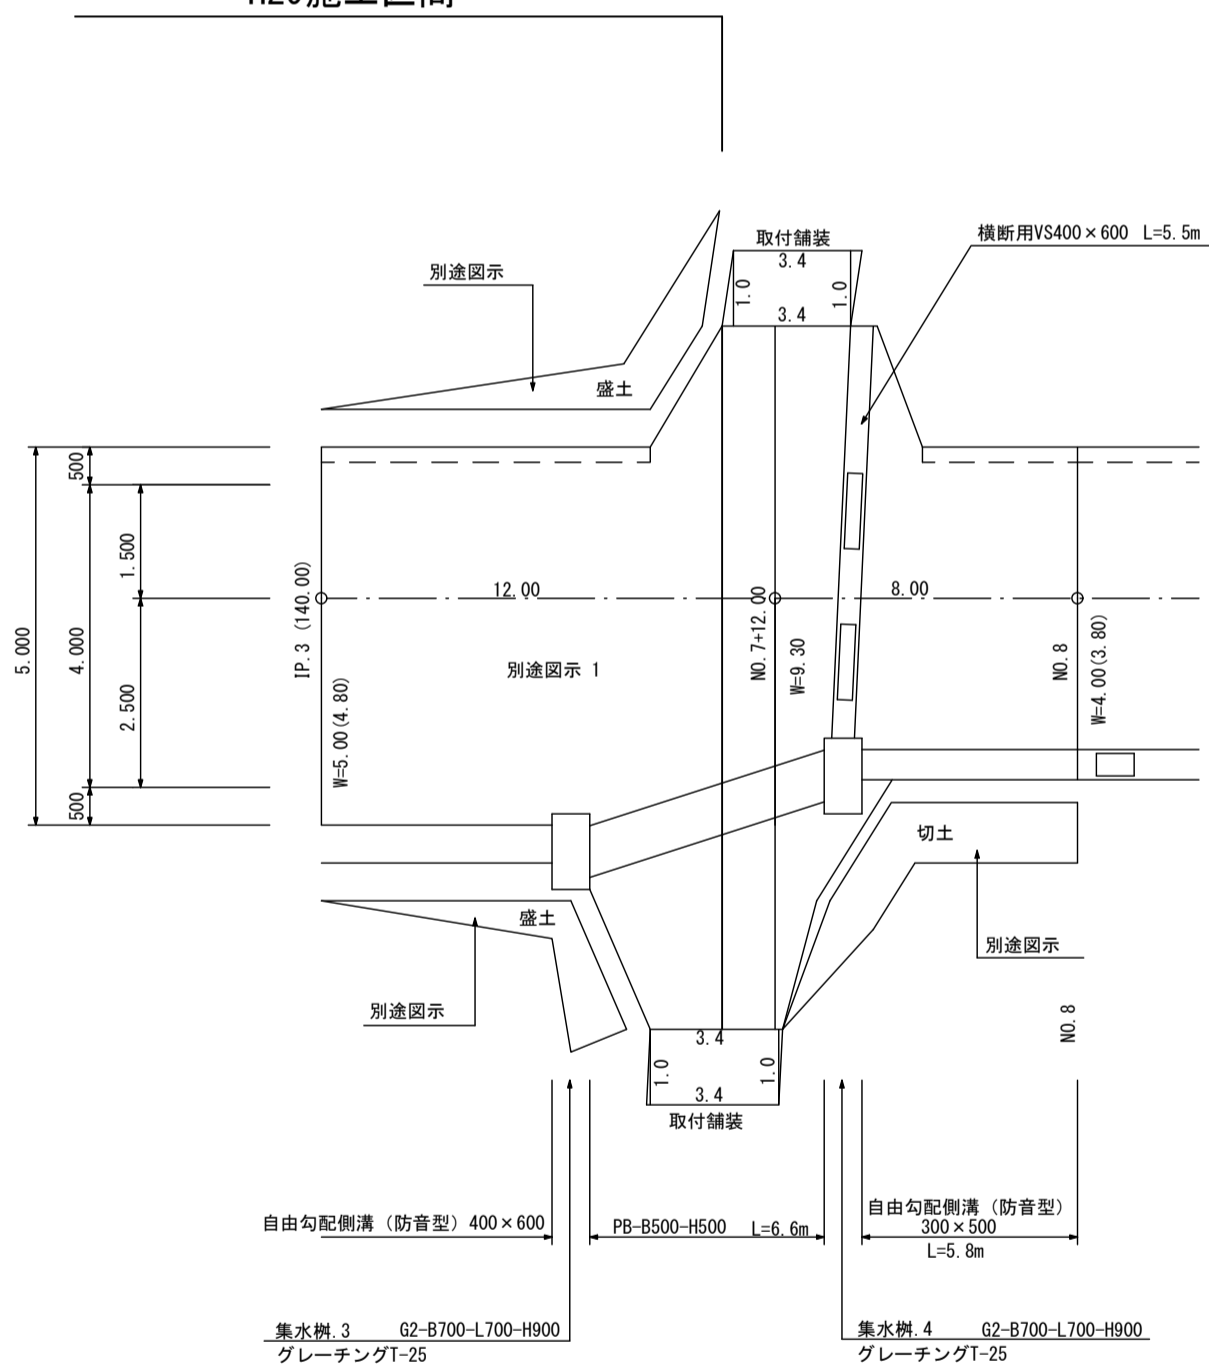 取付舗装
3.4
横断用VS400×600 L=5.5m
別途図示
1.0
1.0
3.4
盛土
500
1.500
5.000
4.000
2.500
500
IP.3 (140.00)
W=5.00(4.80)
12.00
別途図示 1
NO.7+12.00
W=9.30
8.00
NO.8
W=4.00(3.80)
切土
盛土
別途図示
別途図示
NO.8
3.4
1.0
1.0
3.4
取付舗装
自由勾配側溝（防音型）400×600
PB-B500-H500 L=6.6m
自由勾配側溝（防音型）
300×500
L=5.8m
集水桝.3 G2-B700-L700-H900
グレーチングT-25
集水桝.4 G2-B700-L700-H900
グレーチングT-25